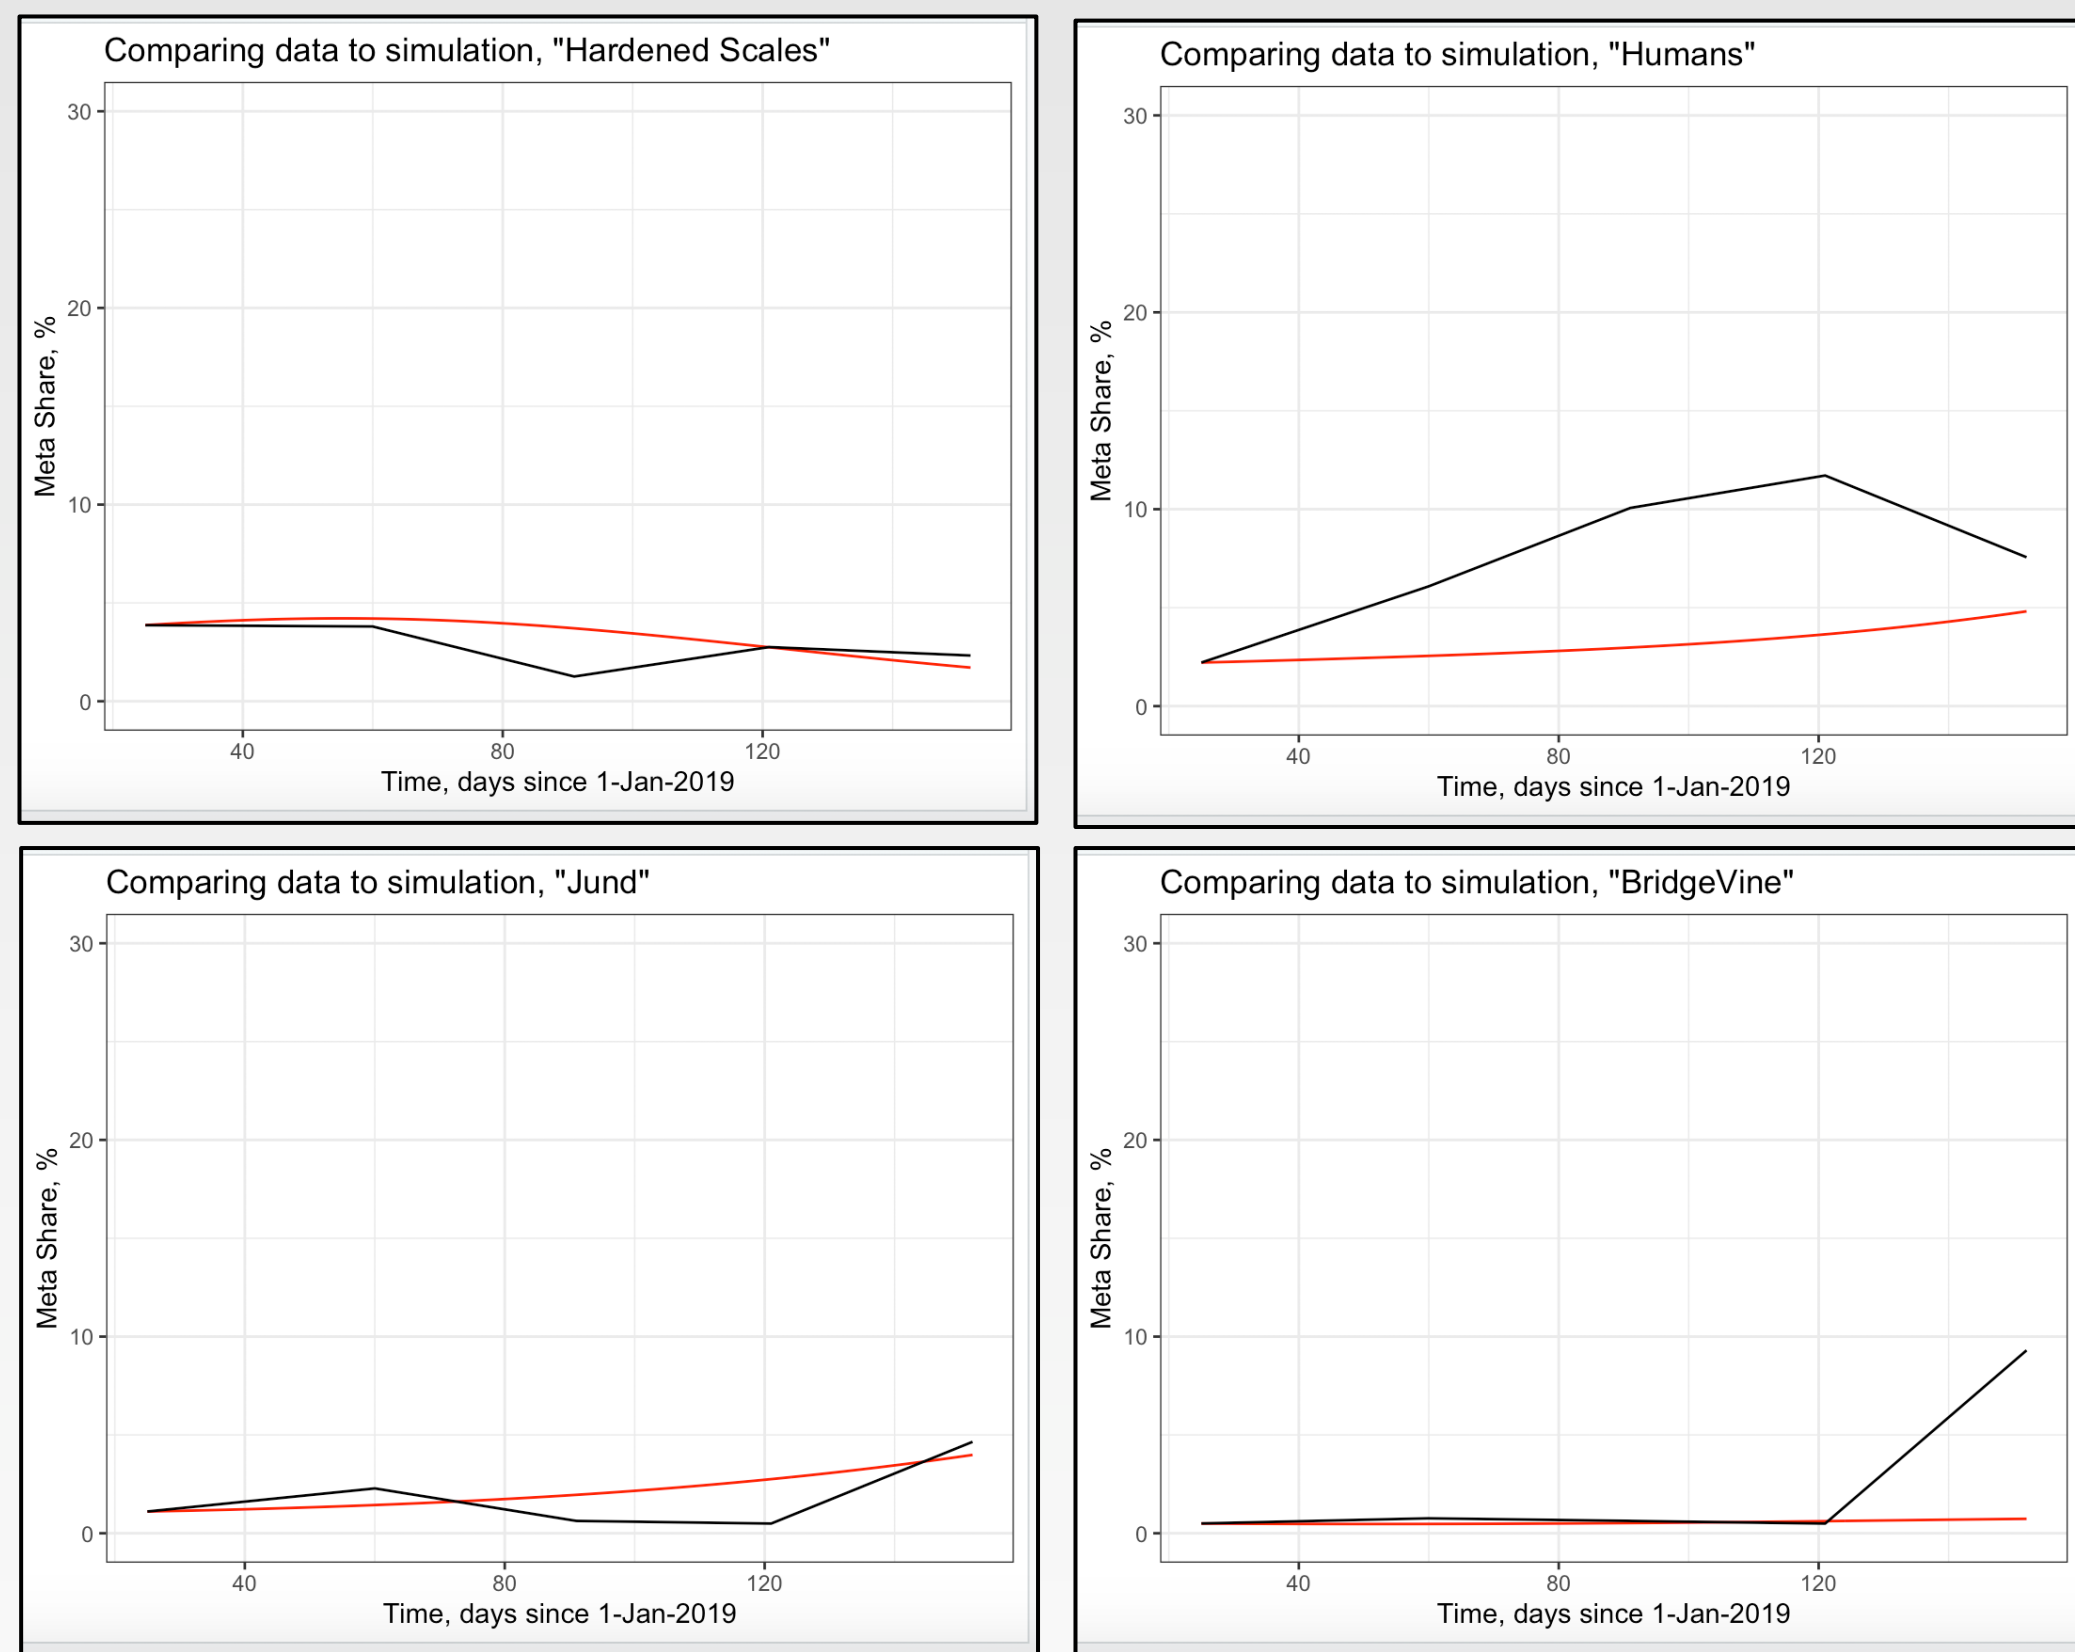 Comparing data to simulation, "Hardened Scales"
30
20
10
0
Meta Share, %
40 80 120
Time, days since 1-Jan-2019
Comparing data to simulation, "Humans"
30
20
10
0
Meta Share, %
40 80 120
Time, days since 1-Jan-2019
Comparing data to simulation, "Jund"
30
20
10
0
Meta Share, %
40 80 120
Time, days since 1-Jan-2019
Comparing data to simulation, "BridgeVine"
30
20
10
0
Meta Share, %
40 80 120
Time, days since 1-Jan-2019